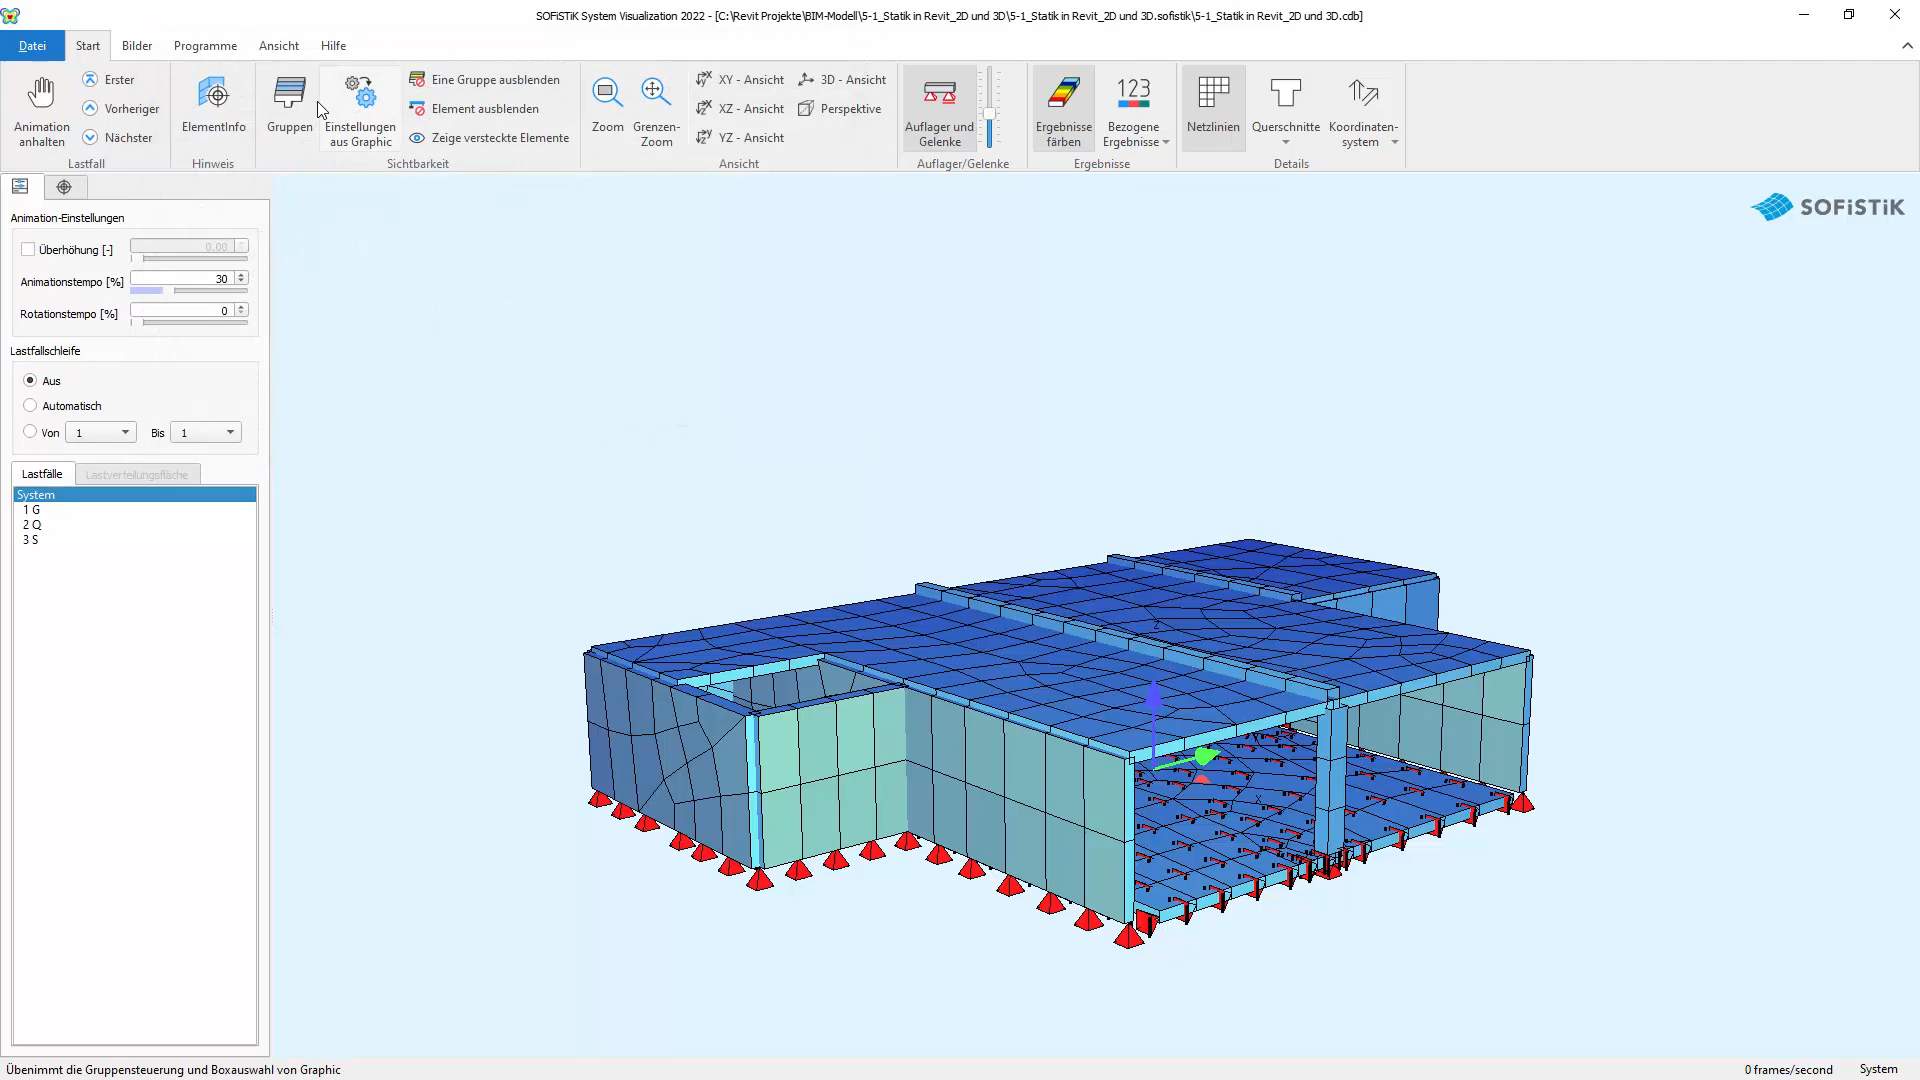 SOFiSTiK System Visualization 2022 - [C:\Revit Projekte\BIM-Modell\5-1_Statik in Revit_2D und 3D\5-1_Statik in Revit_2D und 3D.sofistik\5-1_Statik in Revit_2D und 3D.cdb]
Datei Start Bilder Programme Ansicht Hilfe
Animation anhalten
Erster
Vorheriger
Nächster
Lastfall
ElementInfo
Hinweis
Gruppen
Einstellungen aus Graphic
Eine Gruppe ausblenden
Element ausblenden
Zeige versteckte Elemente
Sichtbarkeit
Zoom
Grenzen-Zoom
XY - Ansicht
XZ - Ansicht
YZ - Ansicht
3D - Ansicht
Perspektive
Ansicht
Auflager und Gelenke
Auflager/Gelenke
Ergebnisse färben
123
Bezogene Ergebnisse
Ergebnisse
Netzlinien
Querschnitte
Koordinaten-system
Details
SOFiSTiK
Animation-Einstellungen
Überhöhung [-] 0.00
Animationstempo [%] 30
Rotationstempo [%] 0
Lastfallschleife
Aus
Automatisch
Von 1 Bis 1
Lastfälle Lastverteilungsfläche
System
1 G
2 Q
3 S
Z
X
Übenimmt die Gruppensteuerung und Boxauswahl von Graphic
0 frames/second System